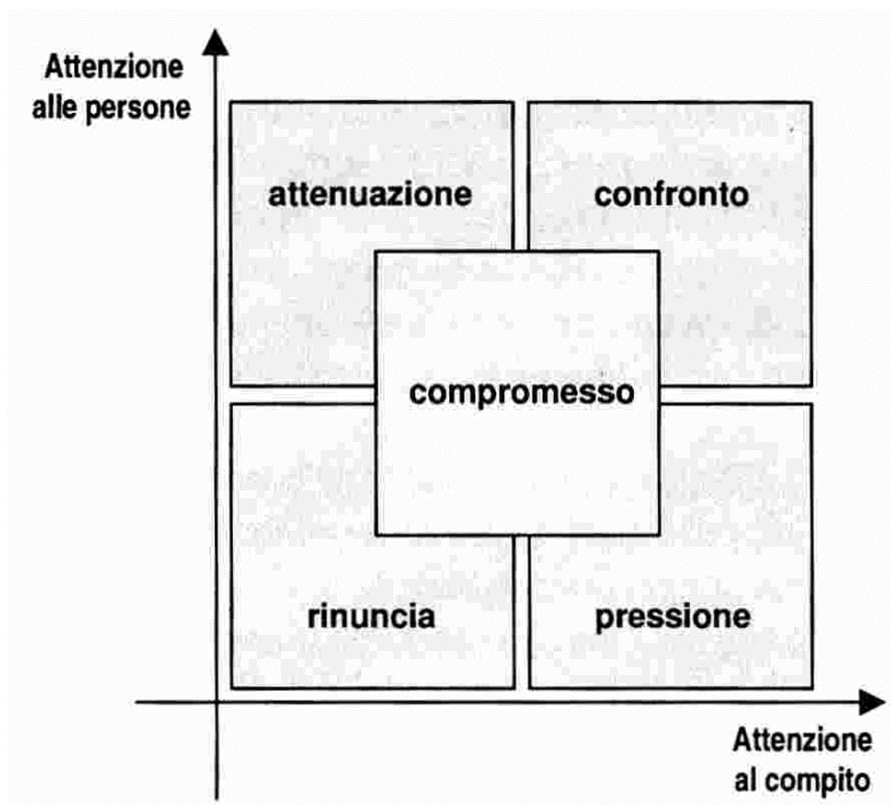 Attenzione
alle persone
attenuazione
confronto
compromesso
rinuncia
pressione
Attenzione
al compito